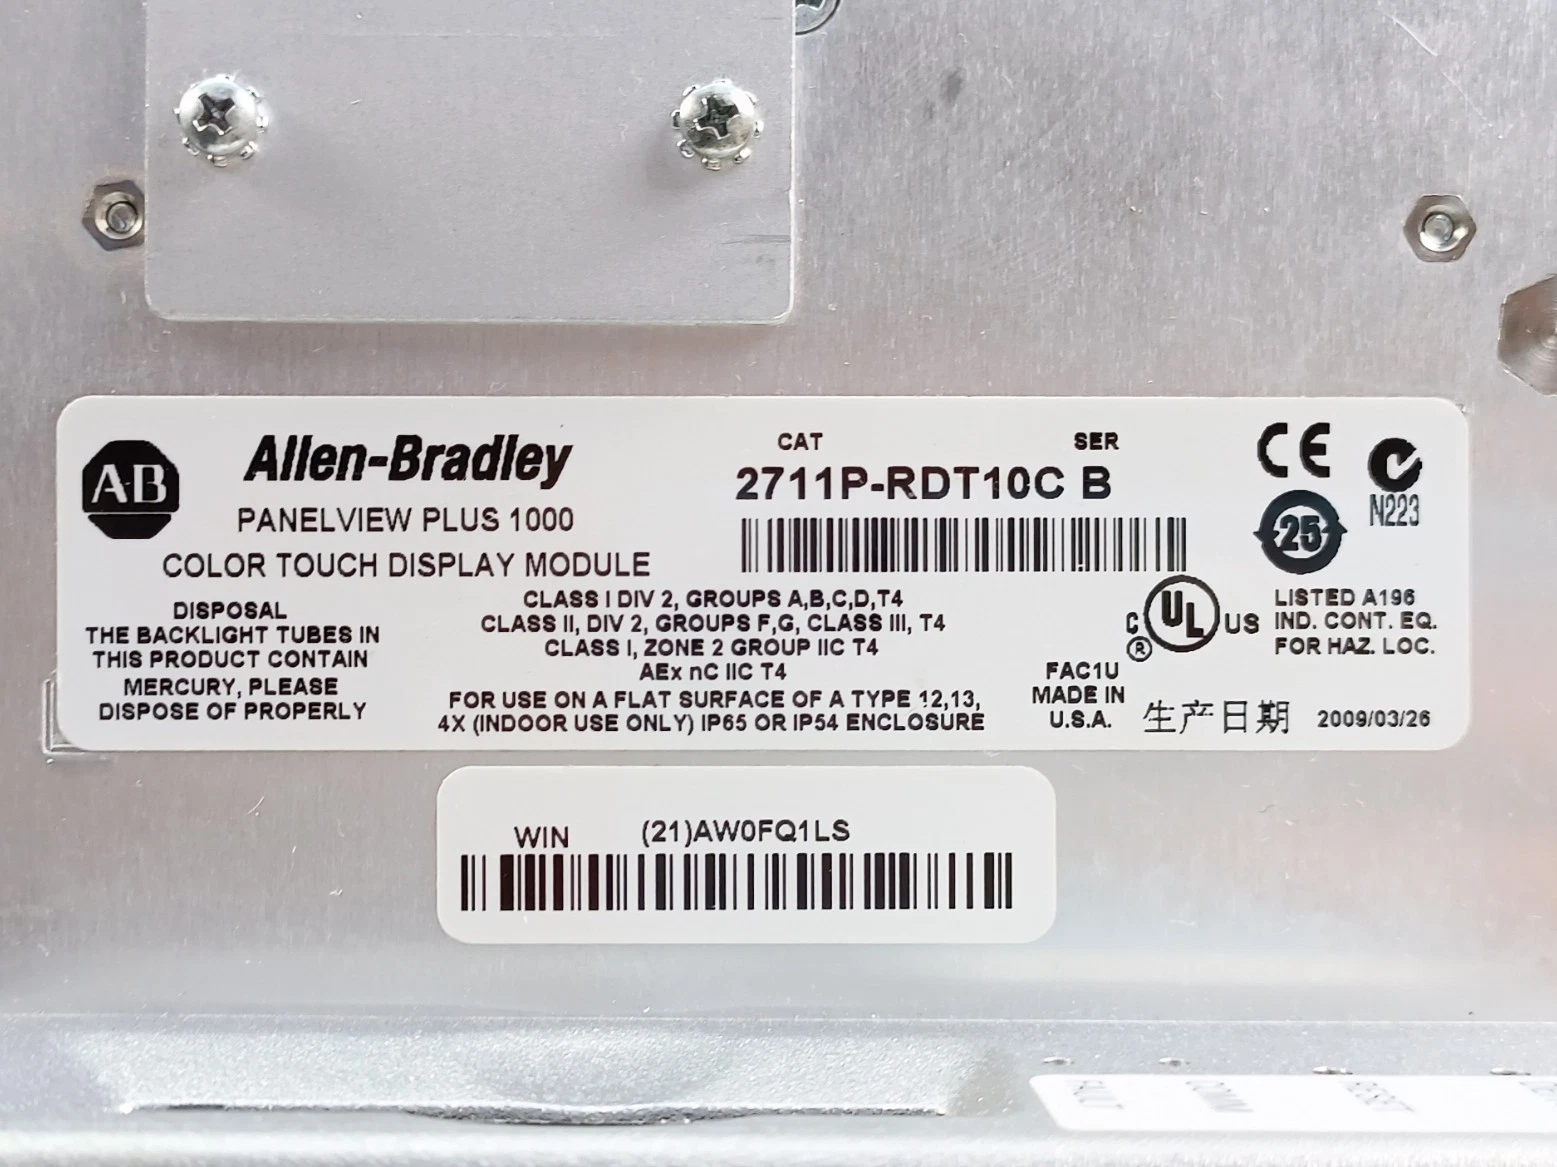 A-B
Allen-Bradley
PANELVIEW PLUS 1000
COLOR TOUCH DISPLAY MODULE
CAT SER
2711P-RDT10C B
CE
N223
25
DISPOSAL
THE BACKLIGHT TUBES IN
THIS PRODUCT CONTAIN
MERCURY, PLEASE
DISPOSE OF PROPERLY
CLASS I DIV 2, GROUPS A,B,C,D,T4
CLASS II, DIV 2, GROUPS F,G, CLASS III, T4
CLASS I, ZONE 2 GROUP IIC T4
AEx nC IIC T4
FOR USE ON A FLAT SURFACE OF A TYPE 12,13,
4X (INDOOR USE ONLY) IP65 OR IP54 ENCLOSURE
C UL US
®
LISTED A196
IND. CONT. EQ.
FOR HAZ. LOC.
FAC1U
MADE IN
U.S.A.
生产日期 2009/03/26
WIN (21)AW0FQ1LS
FAULT COMM RESET